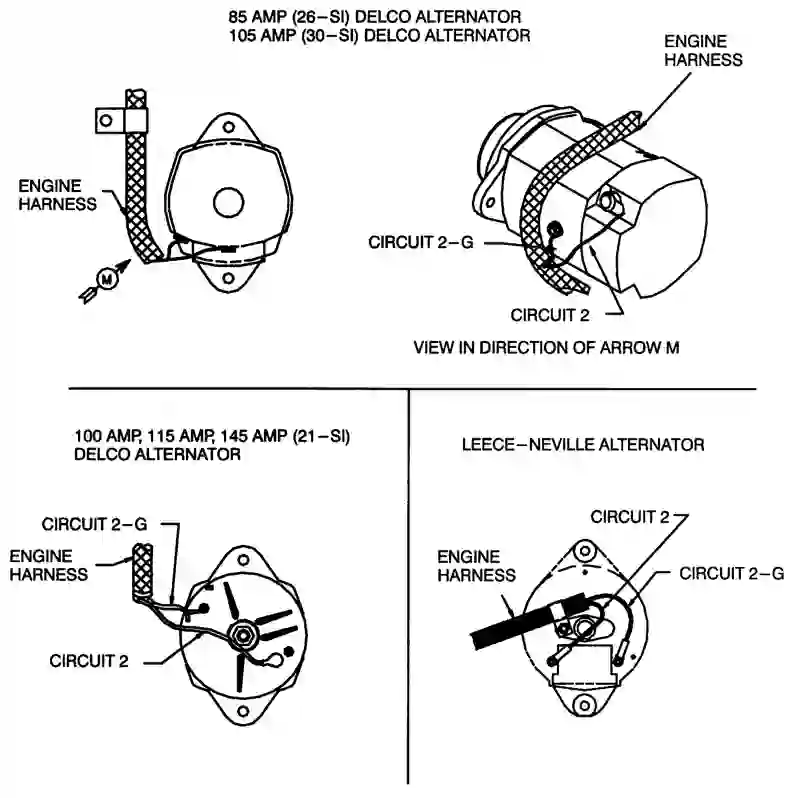 85 AMP (26-SI) DELCO ALTERNATOR
105 AMP (30-SI) DELCO ALTERNATOR
ENGINE
HARNESS
ENGINE
HARNESS
M
CIRCUIT 2-G
CIRCUIT 2
VIEW IN DIRECTION OF ARROW M
100 AMP, 115 AMP, 145 AMP (21-SI)
DELCO ALTERNATOR
CIRCUIT 2-G
ENGINE
HARNESS
CIRCUIT 2
LEECE-NEVILLE ALTERNATOR
CIRCUIT 2
ENGINE
HARNESS
CIRCUIT 2-G